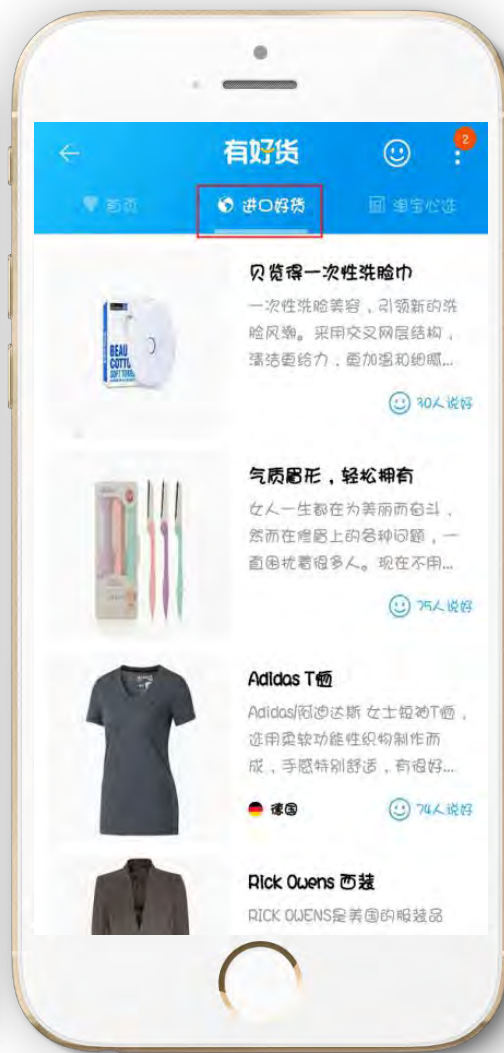 有好货
2
首页
进口好货
淘宝心选
贝览得一次性洗脸巾
一次性洗脸美容，引领新的洗
脸风潮。采用交叉网层结构，
清洁更给力，更加温和细腻...
30人说好
BEAU
COTTO
SOFT TOWEL
气质眉形，轻松拥有
女人一生都在为美丽而奋斗，
然而在修眉上的各种问题，一
直困扰着很多人。现在不用...
75人说好
Adidas T恤
Adidas/阿迪达斯 女士短袖T恤，
选用柔软功能性织物制作而
成，手感特别舒适，有很好...
德国
74人说好
Rick Owens 西装
RICK OWENS是美国的服装品